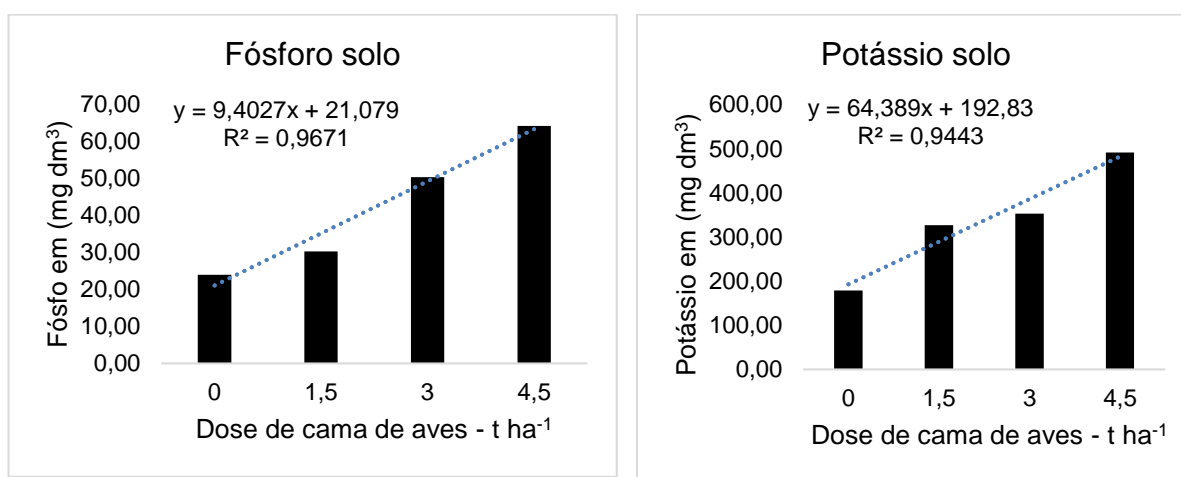 Fósforo solo
y = 9,4027x + 21,079
R² = 0,9671
70,00
60,00
50,00
40,00
30,00
20,00
10,00
0,00
Fósfo em (mg dm³)
0 1,5 3 4,5
Dose de cama de aves - t ha⁻¹
Potássio solo
y = 64,389x + 192,83
R² = 0,9443
600,00
500,00
400,00
300,00
200,00
100,00
0,00
Potássio em (mg dm³)
0 1,5 3 4,5
Dose de cama de aves - t ha⁻¹